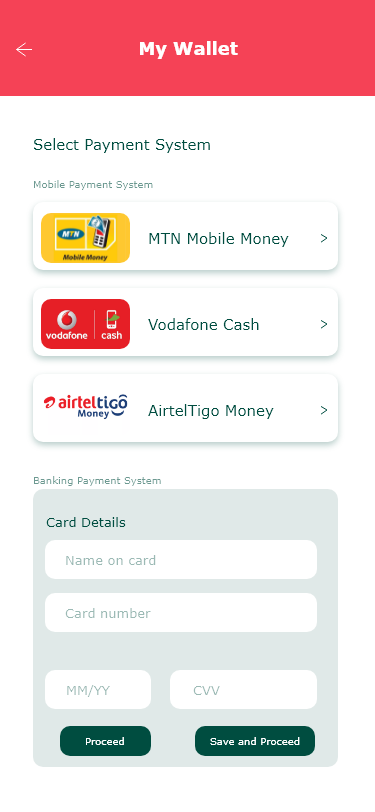 My Wallet
Select Payment System
Mobile Payment System
MTN
Mobile Money
MTN Mobile Money >
vodafone cash
Vodafone Cash >
airteltigo
Money
AirtelTigo Money >
Banking Payment System
Card Details
Name on card
Card number
MM/YY CVV
Proceed Save and Proceed